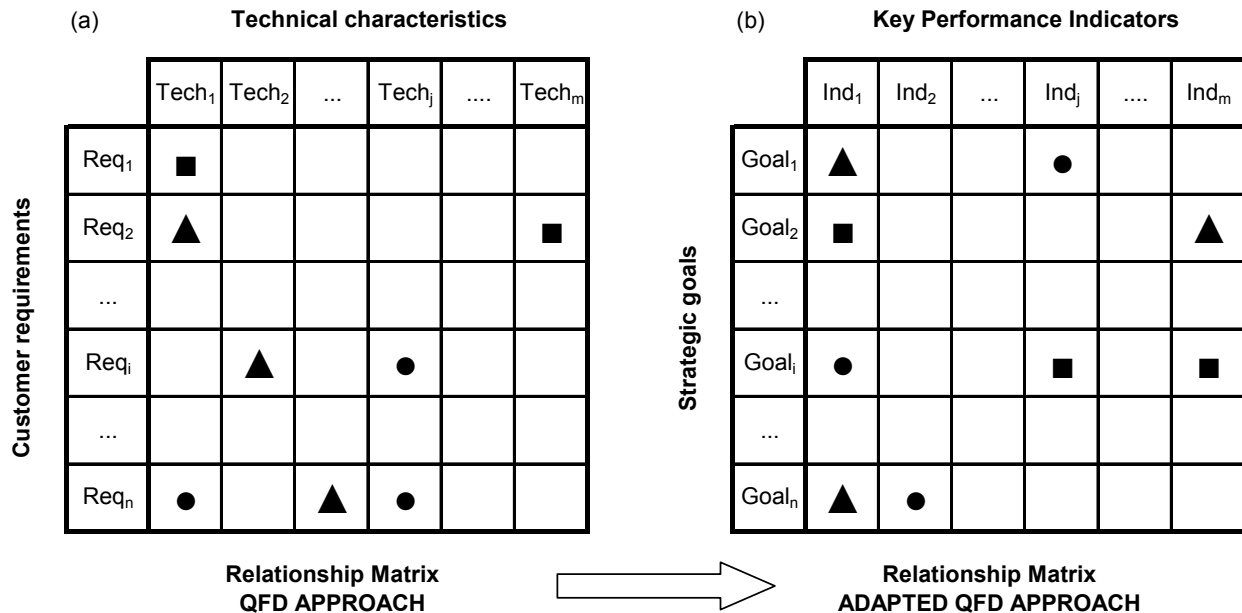 (a) Technical characteristics
Tech1 Tech2 ... Techj .... Techm
Customer requirements
Req1
Req2
...
Reqi
...
Reqn
Relationship Matrix
QFD APPROACH
(b) Key Performance Indicators
Ind1 Ind2 ... Indj .... Indm
Strategic goals
Goal1
Goal2
...
Goali
...
Goaln
Relationship Matrix
ADAPTED QFD APPROACH